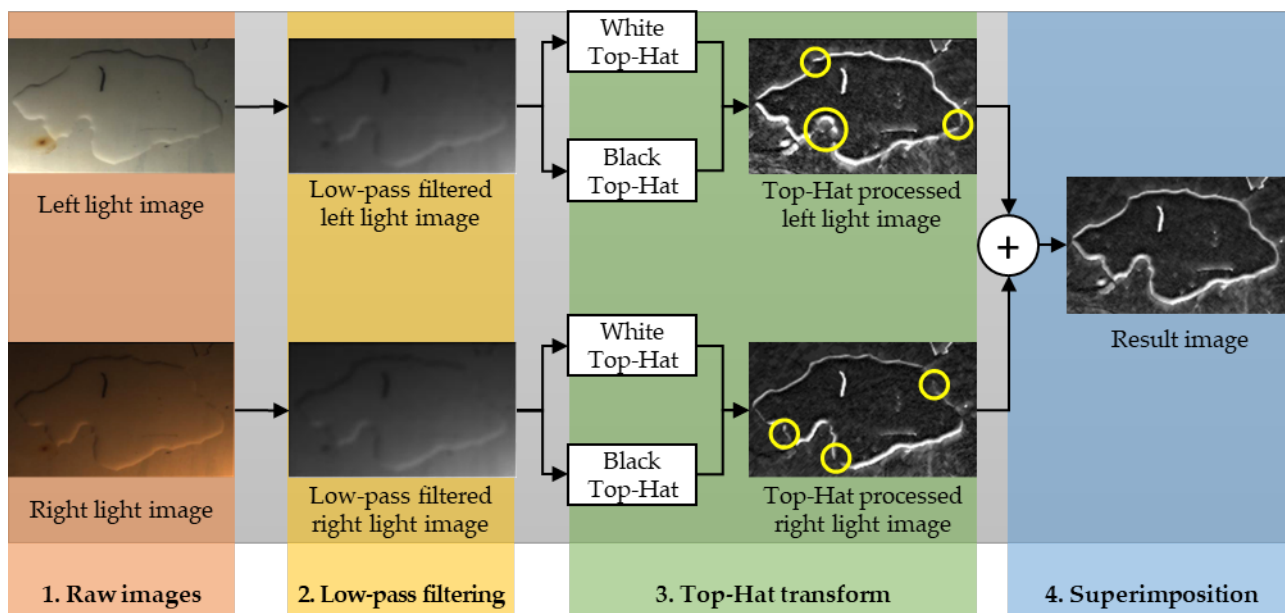 White
Top-Hat
Black
Top-Hat
Left light image
Low-pass filtered
left light image
Top-Hat processed
left light image
+
Result image
White
Top-Hat
Black
Top-Hat
Right light image
Low-pass filtered
right light image
Top-Hat processed
right light image
1. Raw images
2. Low-pass filtering
3. Top-Hat transform
4. Superimposition